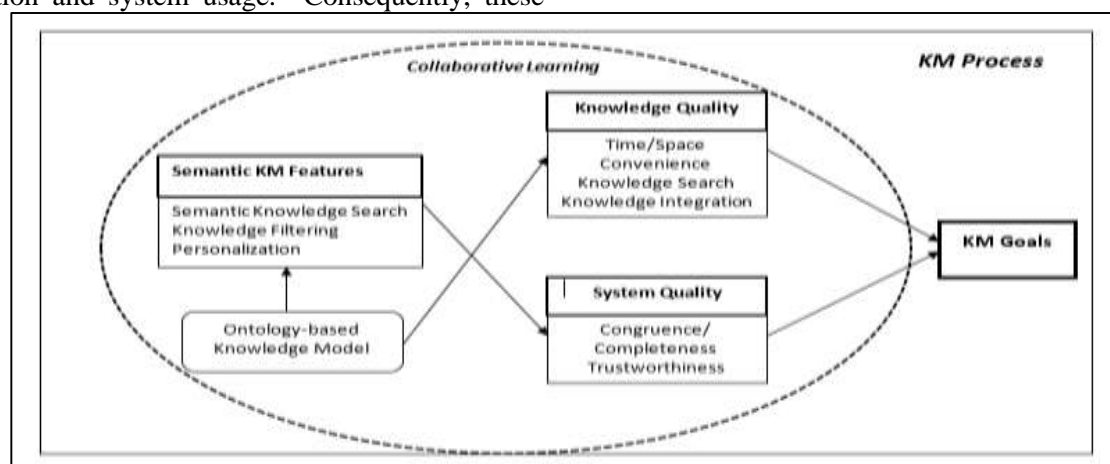 tion and system usage. Consequently, these
Collaborative Learning
KM Process
Knowledge Quality
Time/Space
Convenience
Knowledge Search
Knowledge Integration
Semantic KM Features
Semantic Knowledge Search
Knowledge Filtering
Personalization
KM Goals
System Quality
Congruence/
Completeness
Trustworthiness
Ontology-based
Knowledge Model